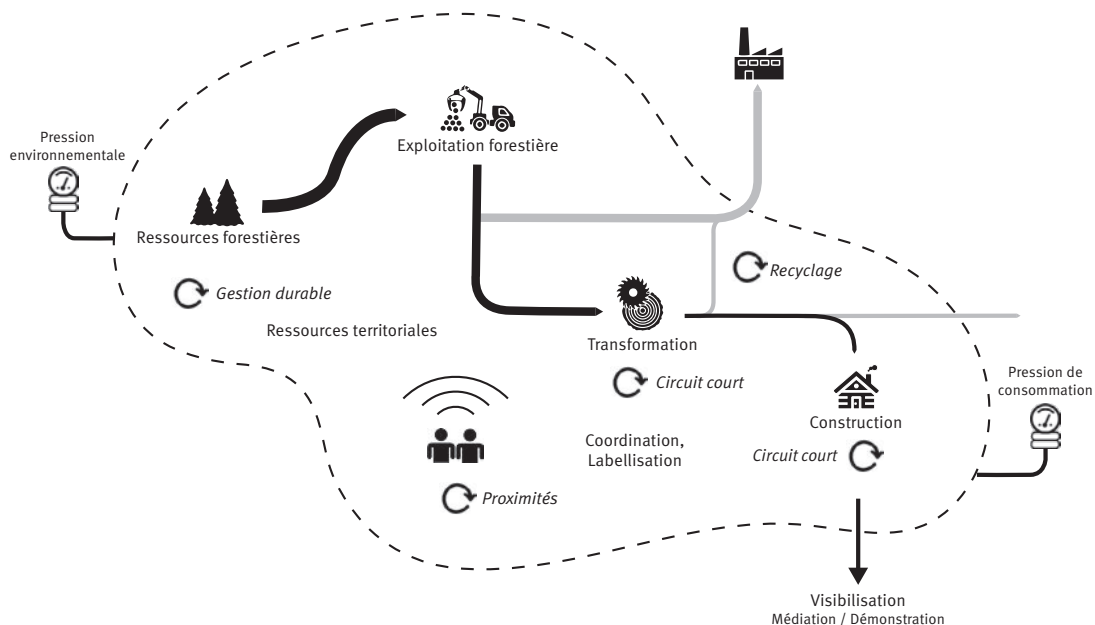 Pression
environnementale
Exploitation forestière
Ressources forestières
Gestion durable
Recyclage
Ressources territoriales
Transformation
Circuit court
Pression de
consommation
Construction
Coordination,
Labellisation
Circuit court
Proximités
Visibilisation
Médiation / Démonstration